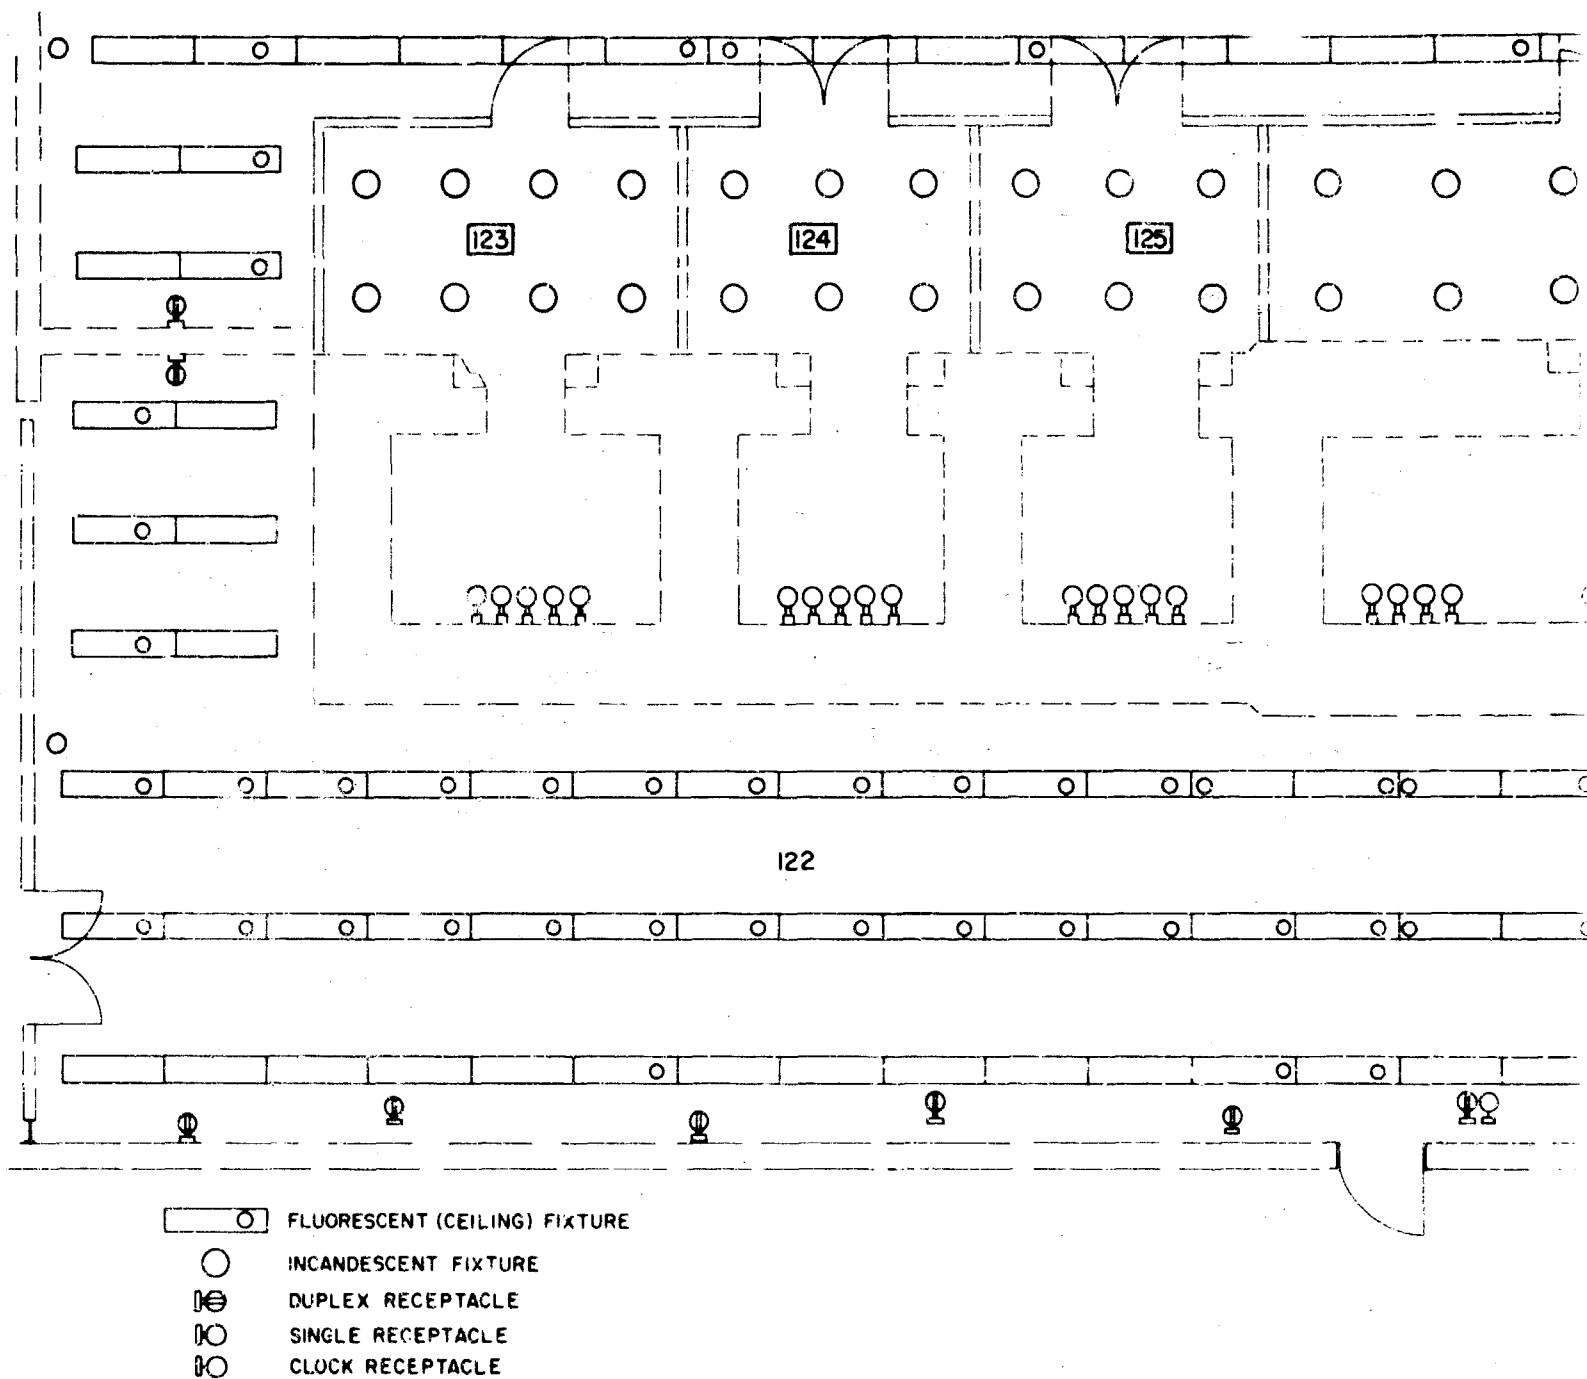 123
124
125
122
FLUORESCENT (CEILING) FIXTURE
INCANDESCENT FIXTURE
DUPLEX RECEPTACLE
SINGLE RECEPTACLE
CLOCK RECEPTACLE